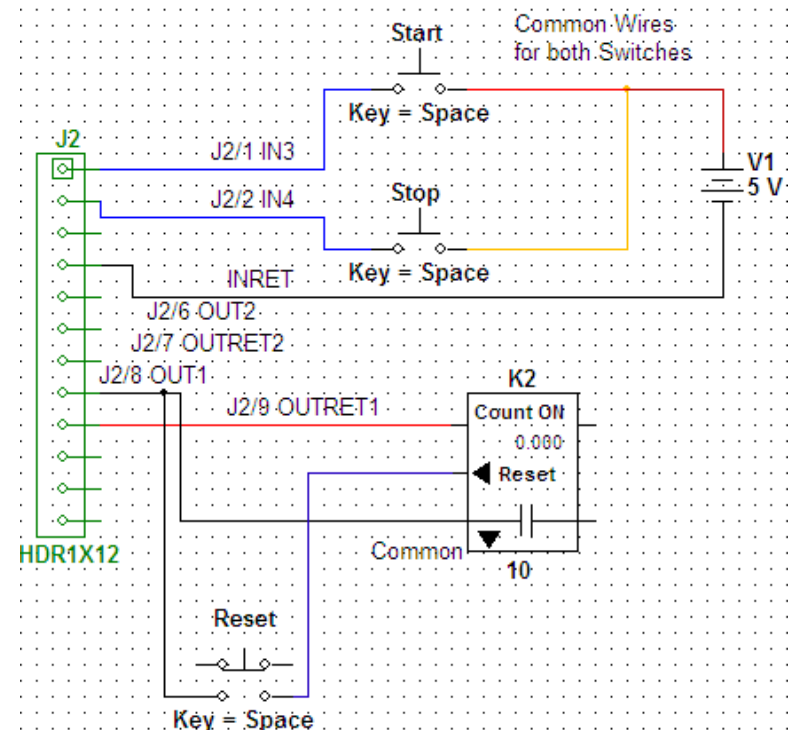 Common Wires
for both Switches
Start
Key = Space
J2
J2/1 IN3
V1
5 V
J2/2 IN4
Stop
Key = Space
INRET
J2/6 OUT2
J2/7 OUTRET2
J2/8 OUT1
K2
J2/9 OUTRET1
Count ON
0.000
Reset
Common
HDR1X12
10
Reset
Key = Space